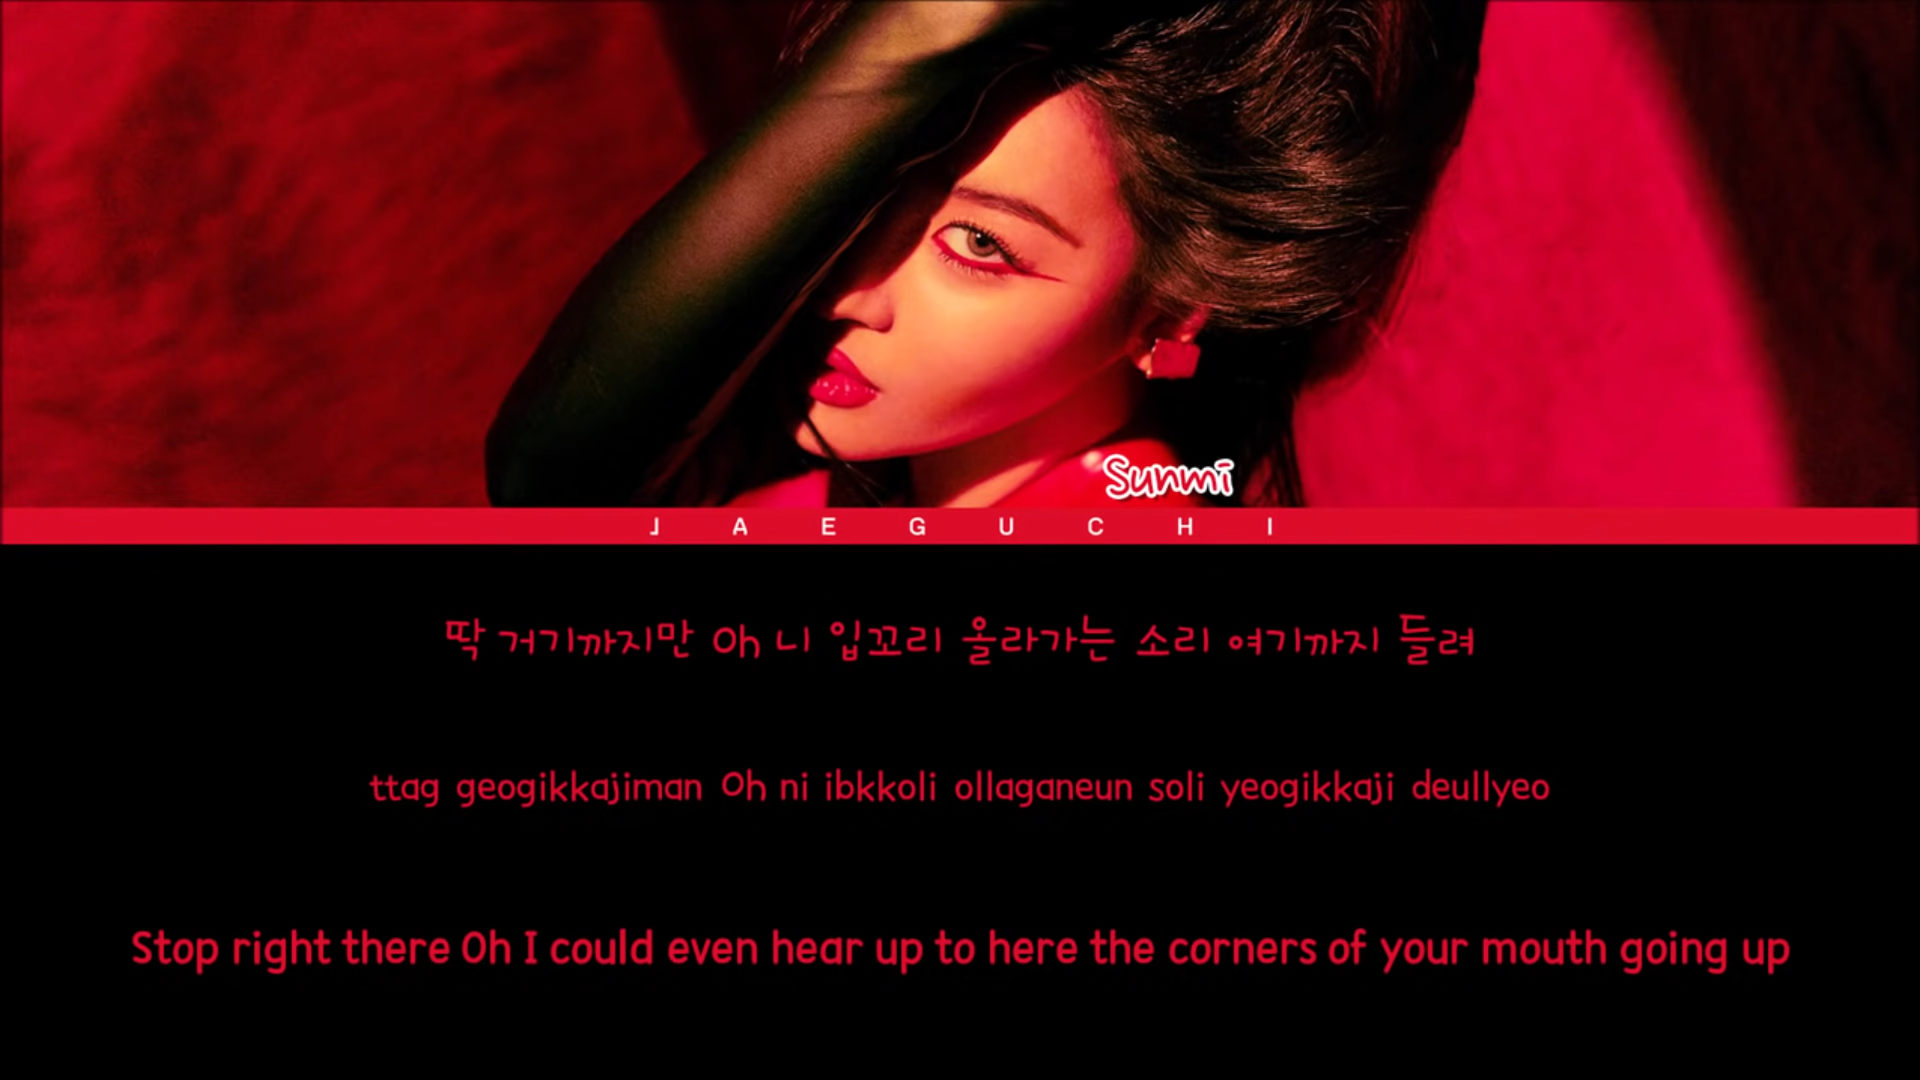 Sunmi
JAEGUCHI
딱 거기까지만 Oh 니 입꼬리 올라가는 소리 여기까지 들려
ttag geogikkajiman Oh ni ibkkoli ollaganeun soli yeogikkaji deullyeo
Stop right there Oh I could even hear up to here the corners of your mouth going up